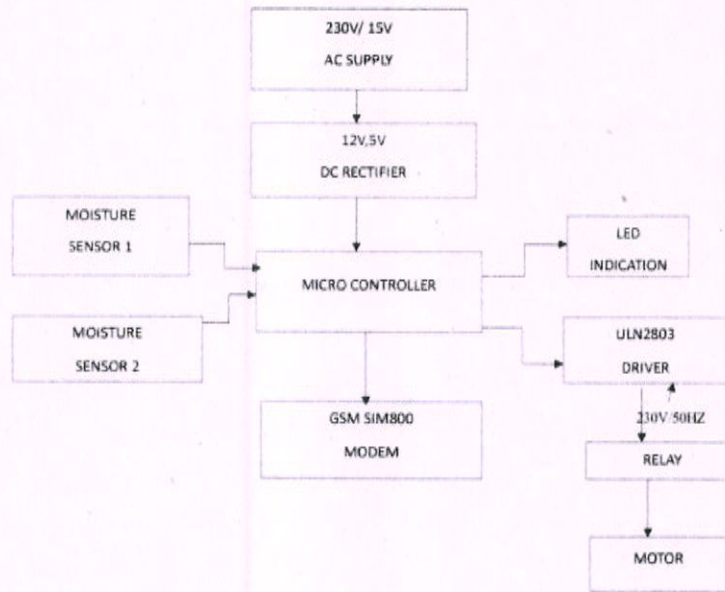 230V/ 15V
AC SUPPLY
12V,5V
DC RECTIFIER
MOISTURE
SENSOR 1
LED
INDICATION
MICRO CONTROLLER
MOISTURE
SENSOR 2
ULN2803
DRIVER
GSM SIM800
MODEM
230V/50HZ
RELAY
MOTOR